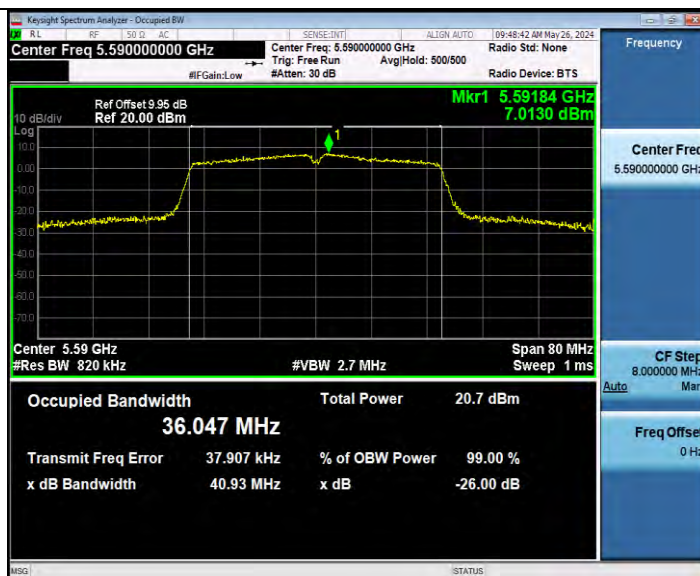 Keysight Spectrum Analyzer - Occupied BW
RL RF 50 Ω AC SENSE:INT ALIGN AUTO 09:48:42 AM May 26, 2024
Center Freq 5.590000000 GHz
Center Freq: 5.590000000 GHz
Radio Std: None
Trig: Free Run Avg|Hold: 500/500
#IFGain:Low #Atten: 30 dB Radio Device: BTS
Frequency
Ref Offset 9.95 dB
Mkr1 5.59184 GHz
10 dB/div Ref 20.00 dBm
7.0130 dBm
Log
1
10.0
0.00
-10.0
-20.0
-30.0
-40.0
-50.0
-60.0
-70.0
Center 5.59 GHz Span 80 MHz
#Res BW 820 kHz #VBW 2.7 MHz Sweep 1 ms
Center Freq
5.590000000 GHz
CF Step
8.000000 MHz
Auto Man
Freq Offset
0 Hz
Occupied Bandwidth
36.047 MHz
Total Power 20.7 dBm
Transmit Freq Error 37.907 kHz % of OBW Power 99.00 %
x dB Bandwidth 40.93 MHz x dB -26.00 dB
MSG STATUS